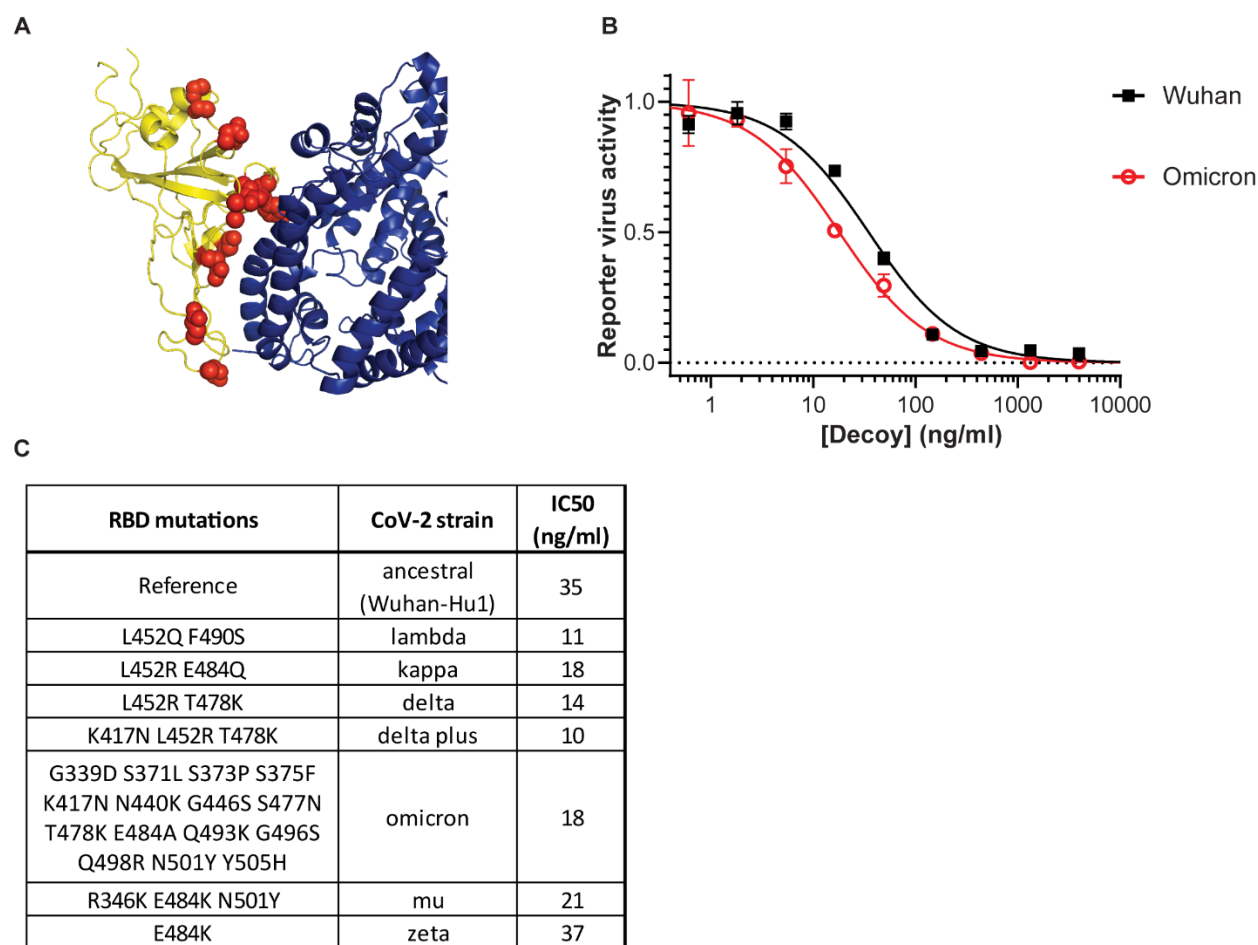 A
B
Reporter virus activity
1.0
0.5
0.0
1
10
100
1000
10000
[Decoy] (ng/ml)
Wuhan
Omicron
C
RBD mutations
CoV-2 strain
IC50
(ng/ml)
Reference
ancestral
(Wuhan-Hu1)
35
L452Q F490S
lambda
11
L452R E484Q
kappa
18
L452R T478K
delta
14
K417N L452R T478K
delta plus
10
G339D S371L S373P S375F
K417N N440K G446S S477N
T478K E484A Q493K G496S
Q498R N501Y Y505H
omicron
18
R346K E484K N501Y
mu
21
E484K
zeta
37